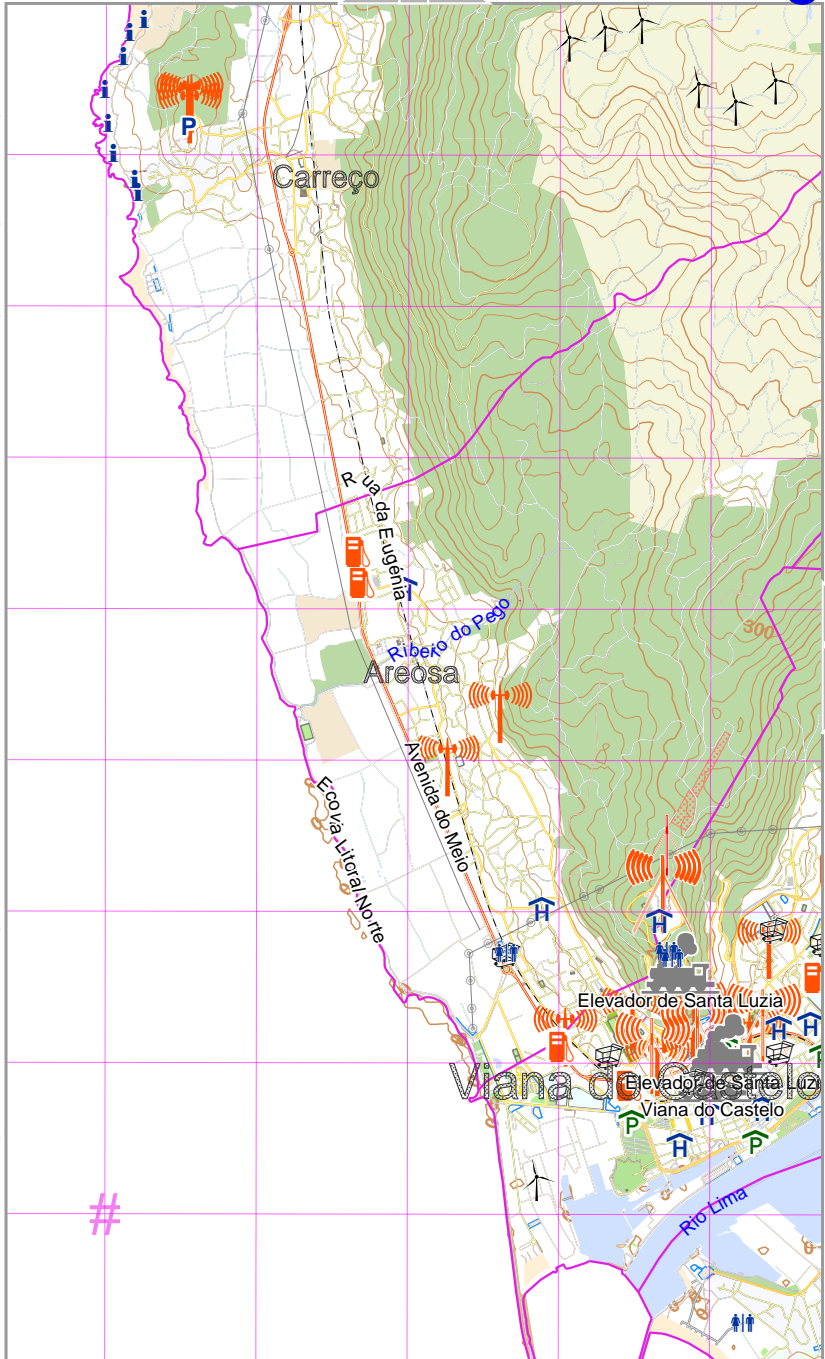 i
i
i
i
i
i
i
i
P
Carreço
Rua da Eugénia
Ribeiro do Pego
300
Areosa
Avenida do Meio
Ecovia Litoral Norte
H
H
Elevador de Santa Luzia
H
H
Viana do Castelo
Elevador de Santa Luzi
Viana do Castelo
P
H
H
H
P
#
Rio Lima